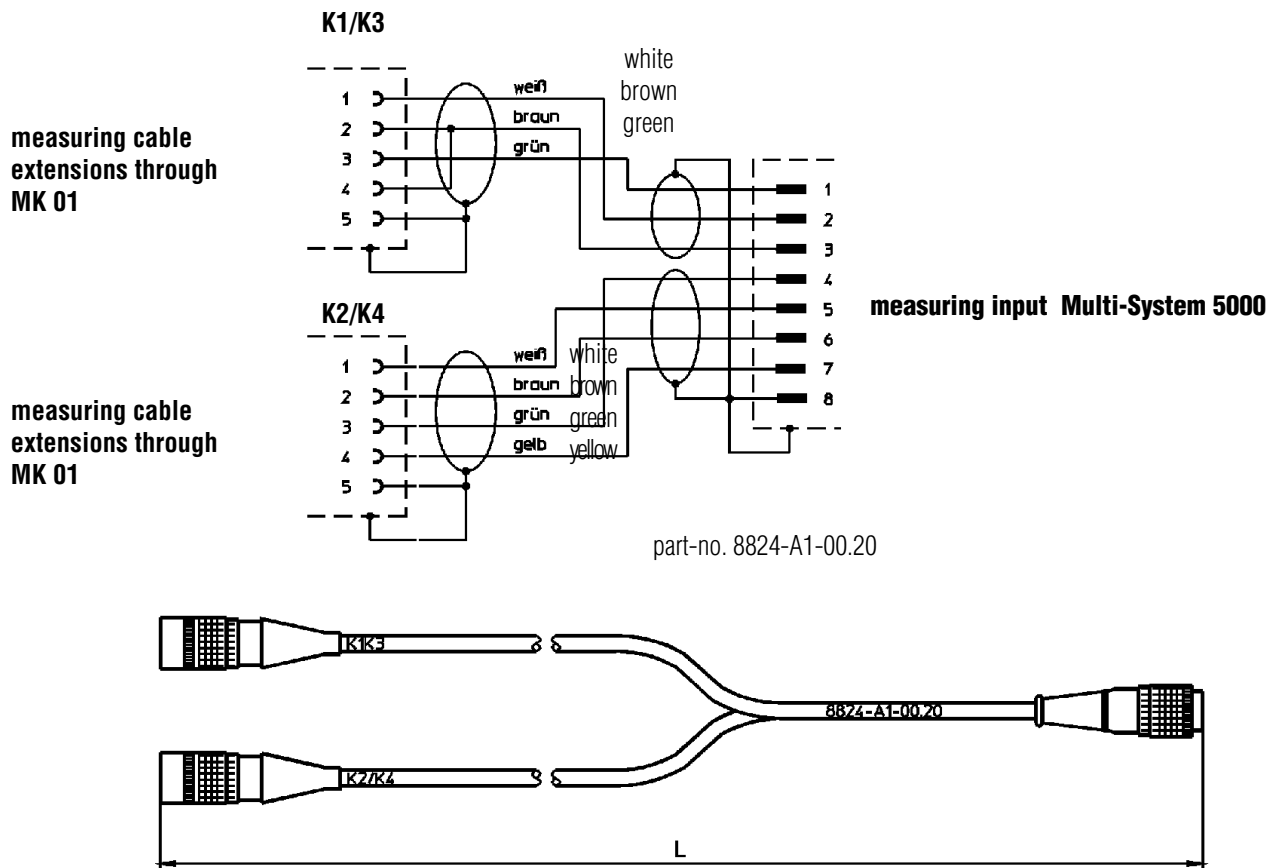 K1/K3
measuring cable
extensions through
MK 01
1
2
3
4
5
weiß
braun
grün
white
brown
green
1
2
3
4
5
6
7
8
measuring input Multi-System 5000
K2/K4
measuring cable
extensions through
MK 01
1
2
3
4
5
weiß white
braun brown
grün green
gelb yellow
part-no. 8824-A1-00.20
K1K3
8824-A1-00.20
K2/K4
L